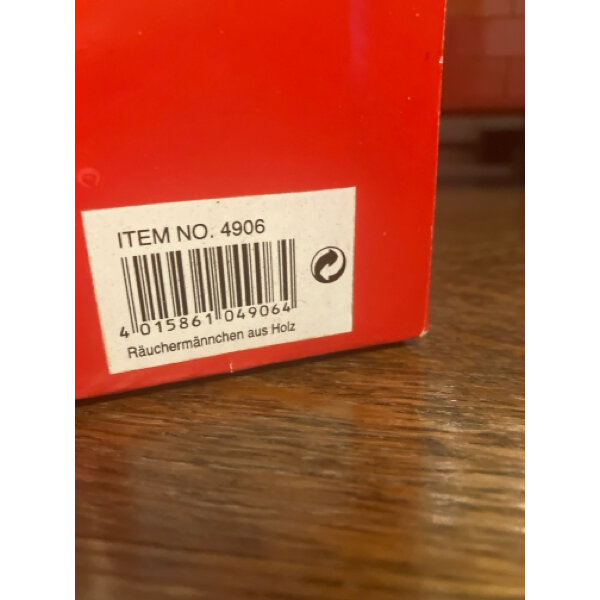 ITEM NO. 4906
4 015861 049064
Räuchermännchen aus Holz